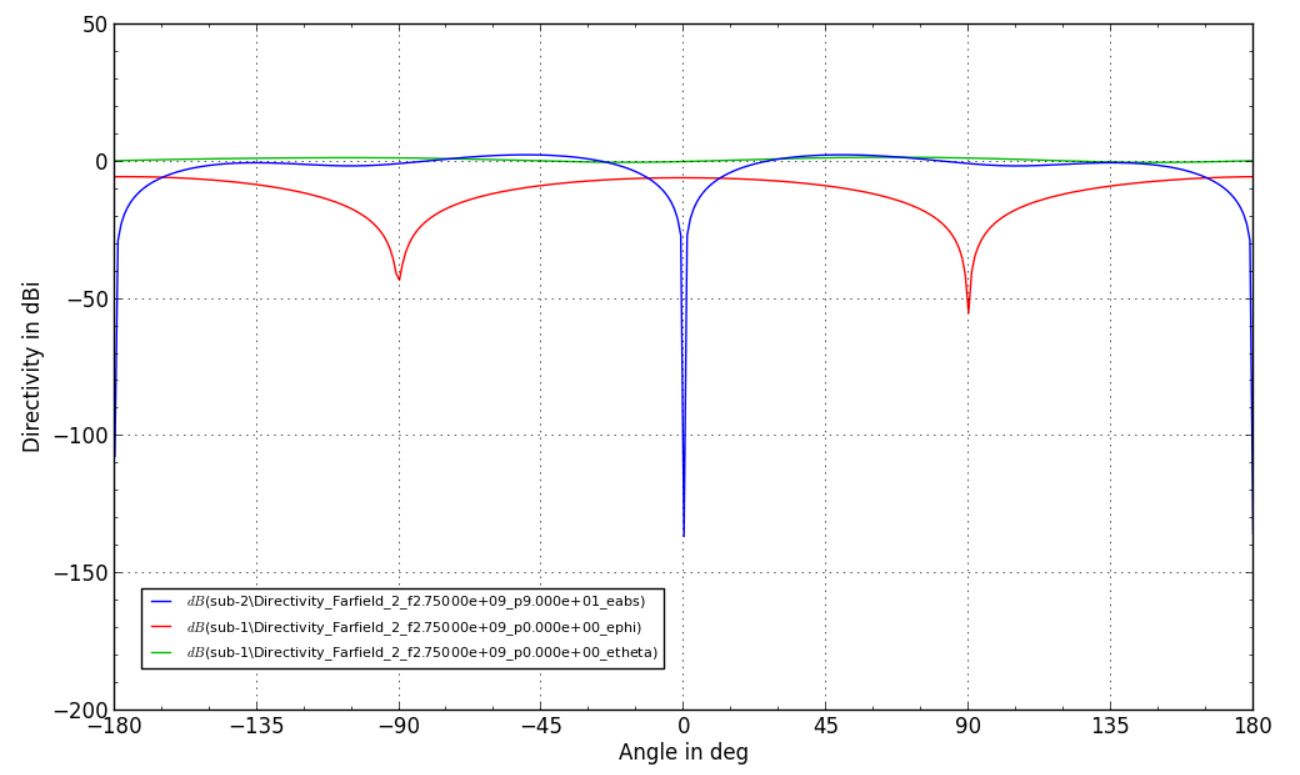 50
0
−50
−100
−150
−200
Directivity in dBi
dB(sub-2\Directivity_Farfield_2_f2.75000e+09_p9.000e+01_eabs)
dB(sub-1\Directivity_Farfield_2_f2.75000e+09_p0.000e+00_ephi)
dB(sub-1\Directivity_Farfield_2_f2.75000e+09_p0.000e+00_etheta)
−180 −135 −90 −45 0 45 90 135 180
Angle in deg